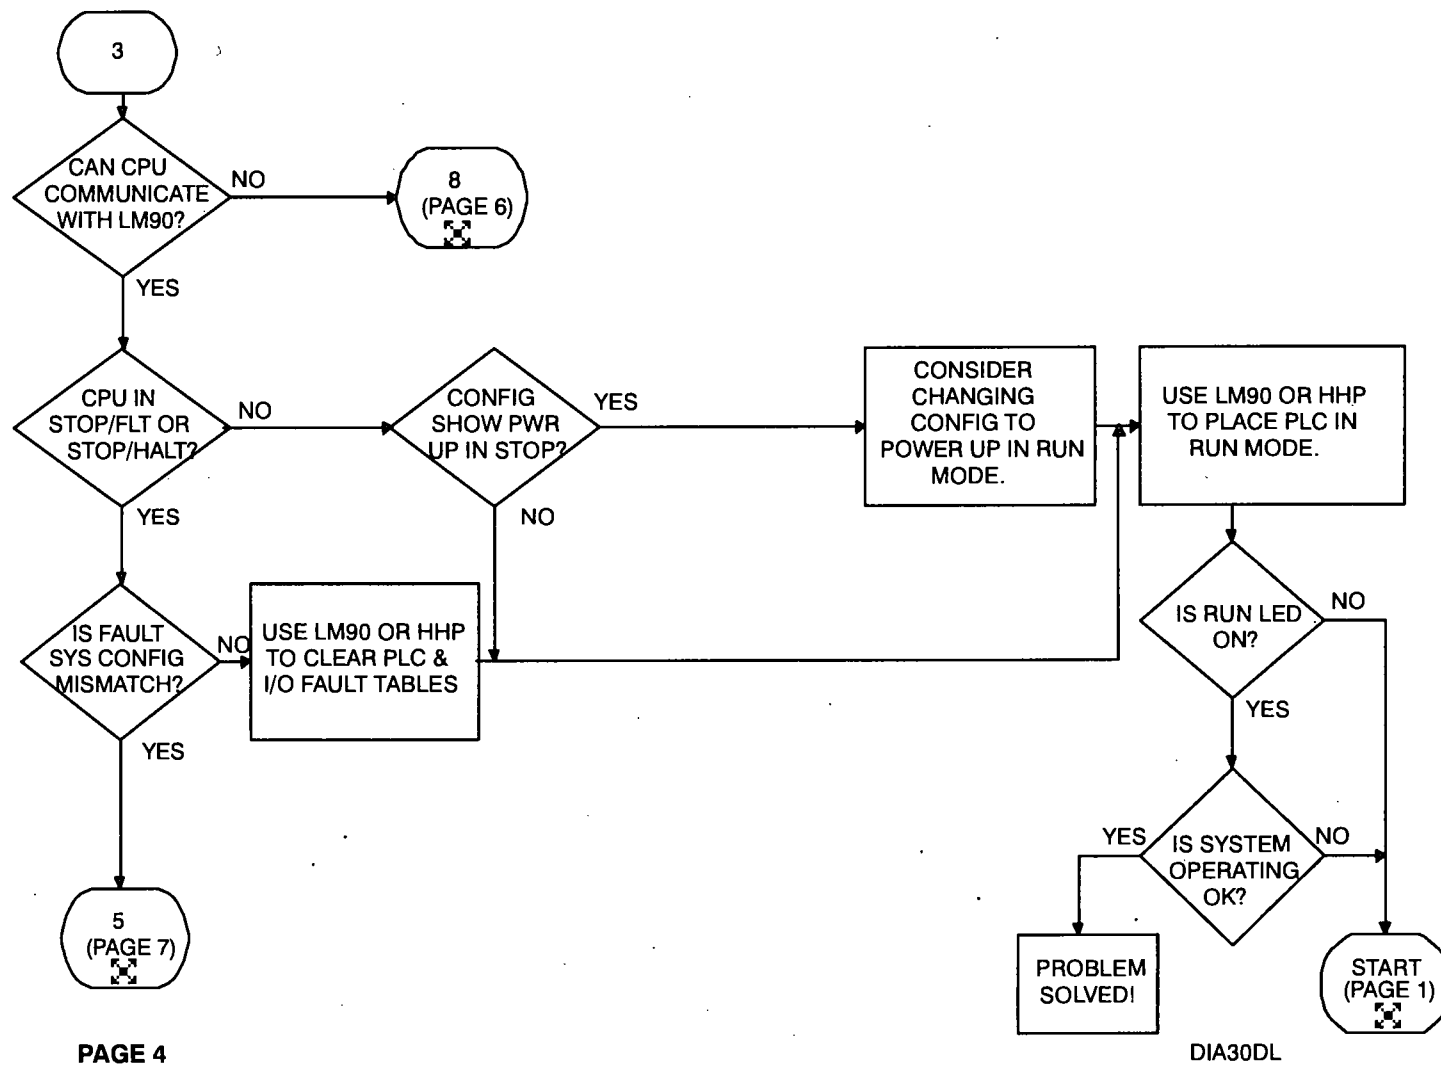 3
CAN CPU
COMMUNICATE
WITH LM90?
NO
8
(PAGE 6)
YES
CPU IN
STOP/FLT OR
STOP/HALT?
NO
CONFIG
SHOW PWR
UP IN STOP?
YES
CONSIDER
CHANGING
CONFIG TO
POWER UP IN RUN
MODE.
USE LM90 OR HHP
TO PLACE PLC IN
RUN MODE.
YES
NO
IS FAULT
SYS CONFIG
MISMATCH?
NO
USE LM90 OR HHP
TO CLEAR PLC &
I/O FAULT TABLES
IS RUN LED
ON?
NO
YES
YES
IS SYSTEM
OPERATING
OK?
YES
NO
5
(PAGE 7)
PROBLEM
SOLVED!
START
(PAGE 1)
PAGE 4
DIA30DL